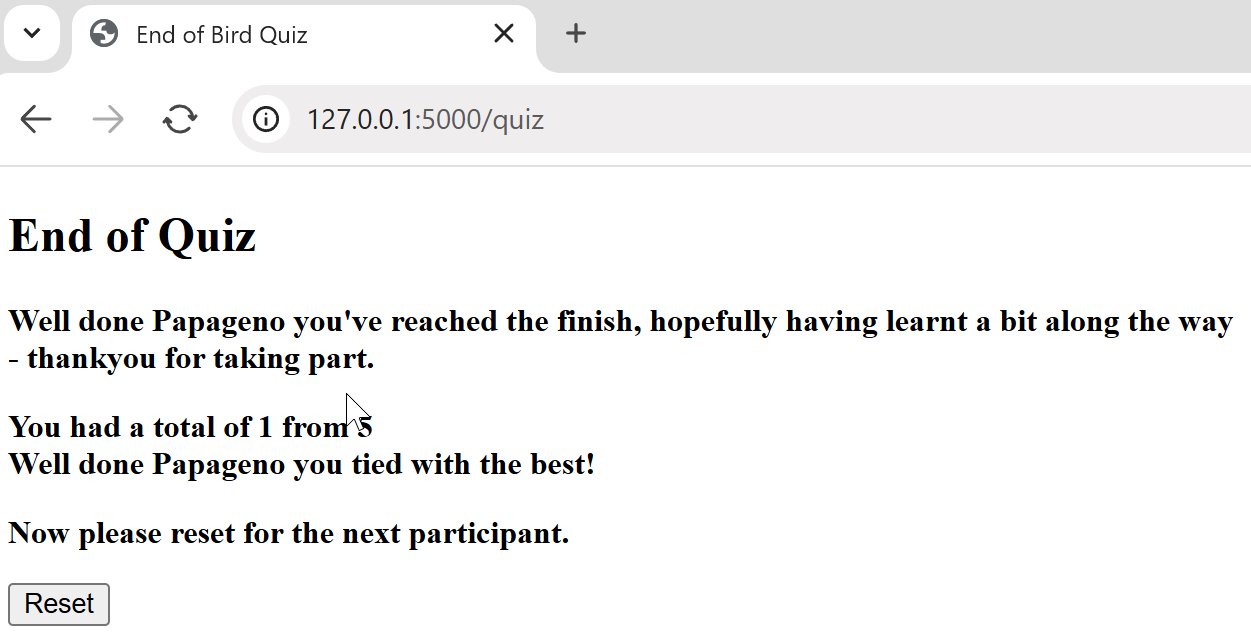 End of Bird Quiz
127.0.0.1:5000/quiz
End of Quiz
Well done Papageno you've reached the finish, hopefully having learnt a bit along the way
- thankyou for taking part.
You had a total of 1 from 5
Well done Papageno you tied with the best!
Now please reset for the next participant.
Reset